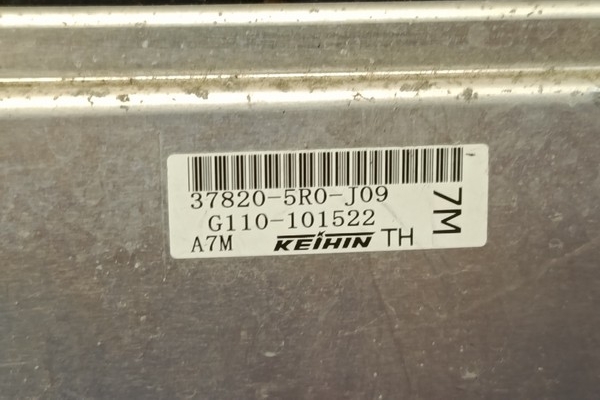 37820-5R0-J09
G110-101522
A7M KEIHIN TH
7M